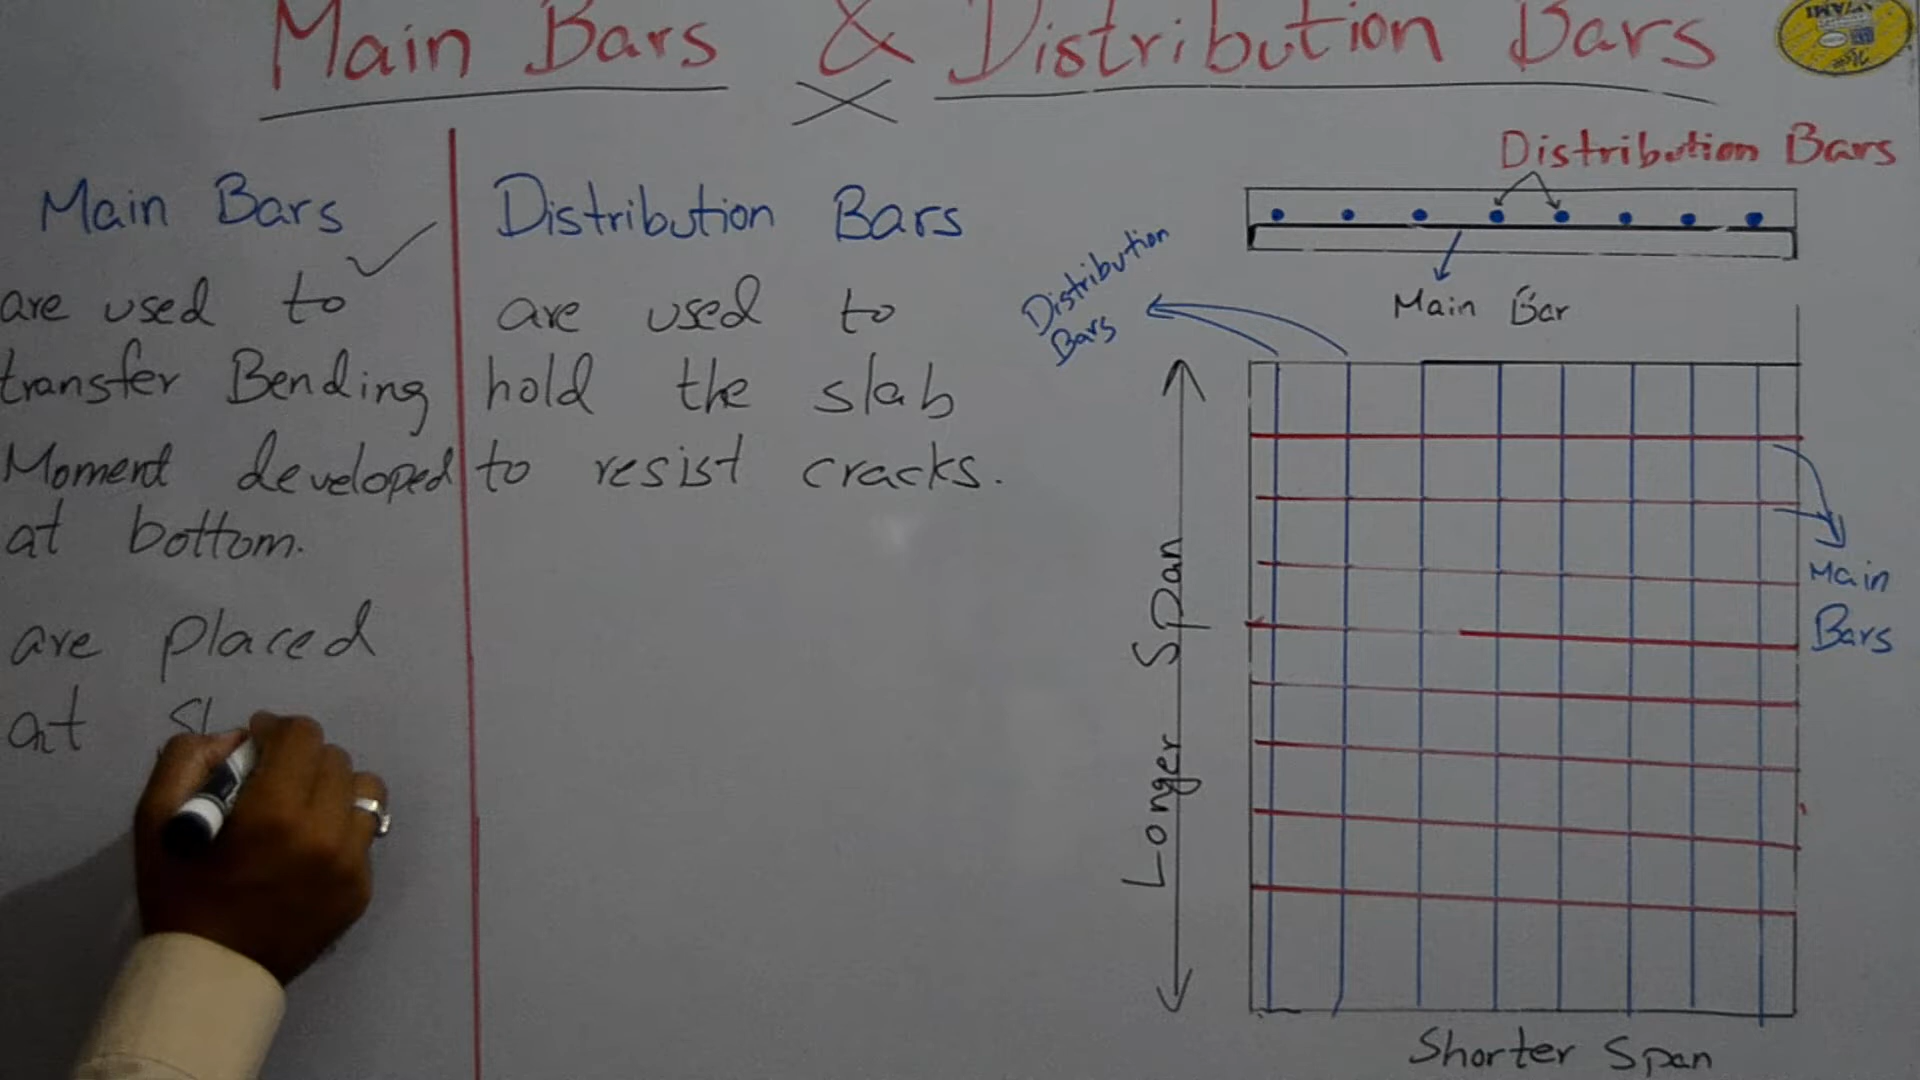 Main Bars & Distribution Bars
Main Bars
are used to
transfer Bending
Moment developed
at bottom.
are placed
at
Distribution Bars
are used to
hold the slab
to resist cracks.
Distribution Bars
Main Bar
Distribution
Bars
Longer Span
Main
Bars
Shorter Span